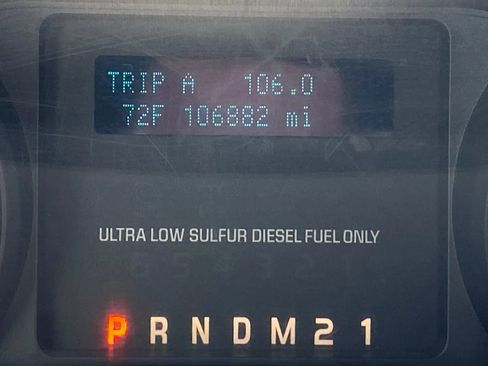 TRIP A 106.0
72F 106882 mi
ULTRA LOW SULFUR DIESEL FUEL ONLY
P R N D M 2 1